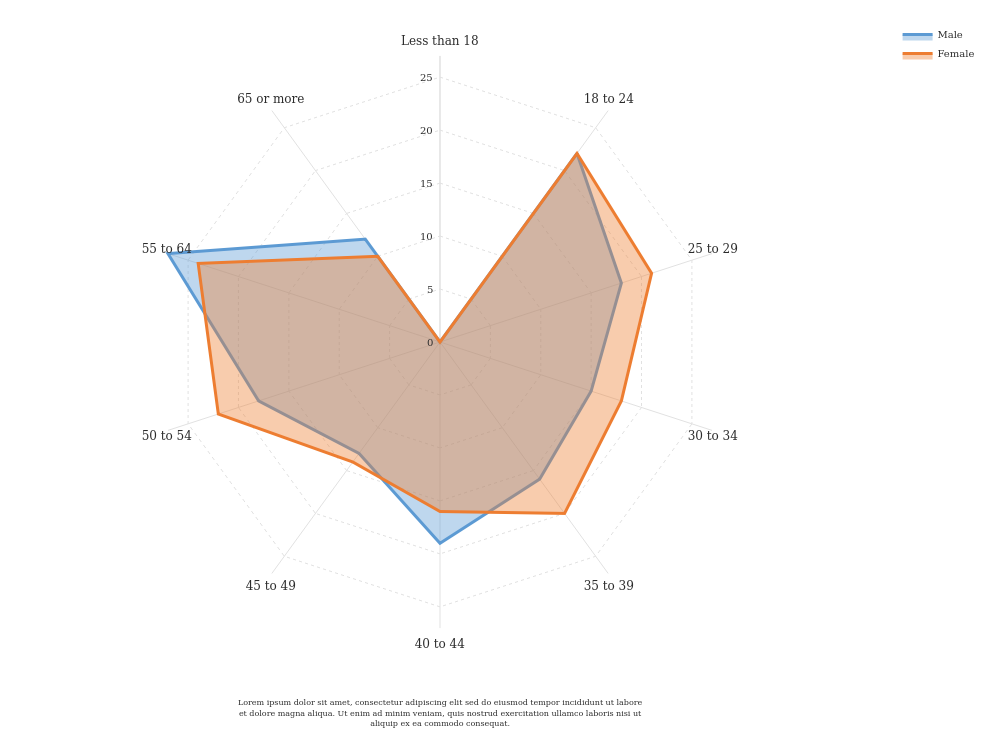 Less than 18
Male
Female
25
65 or more
18 to 24
20
15
10
55 to 64
25 to 29
5
0
50 to 54
30 to 34
45 to 49
35 to 39
40 to 44
Lorem ipsum dolor sit amet, consectetur adipiscing elit sed do eiusmod tempor incididunt ut labore
et dolore magna aliqua. Ut enim ad minim veniam, quis nostrud exercitation ullamco laboris nisi ut
aliquip ex ea commodo consequat.